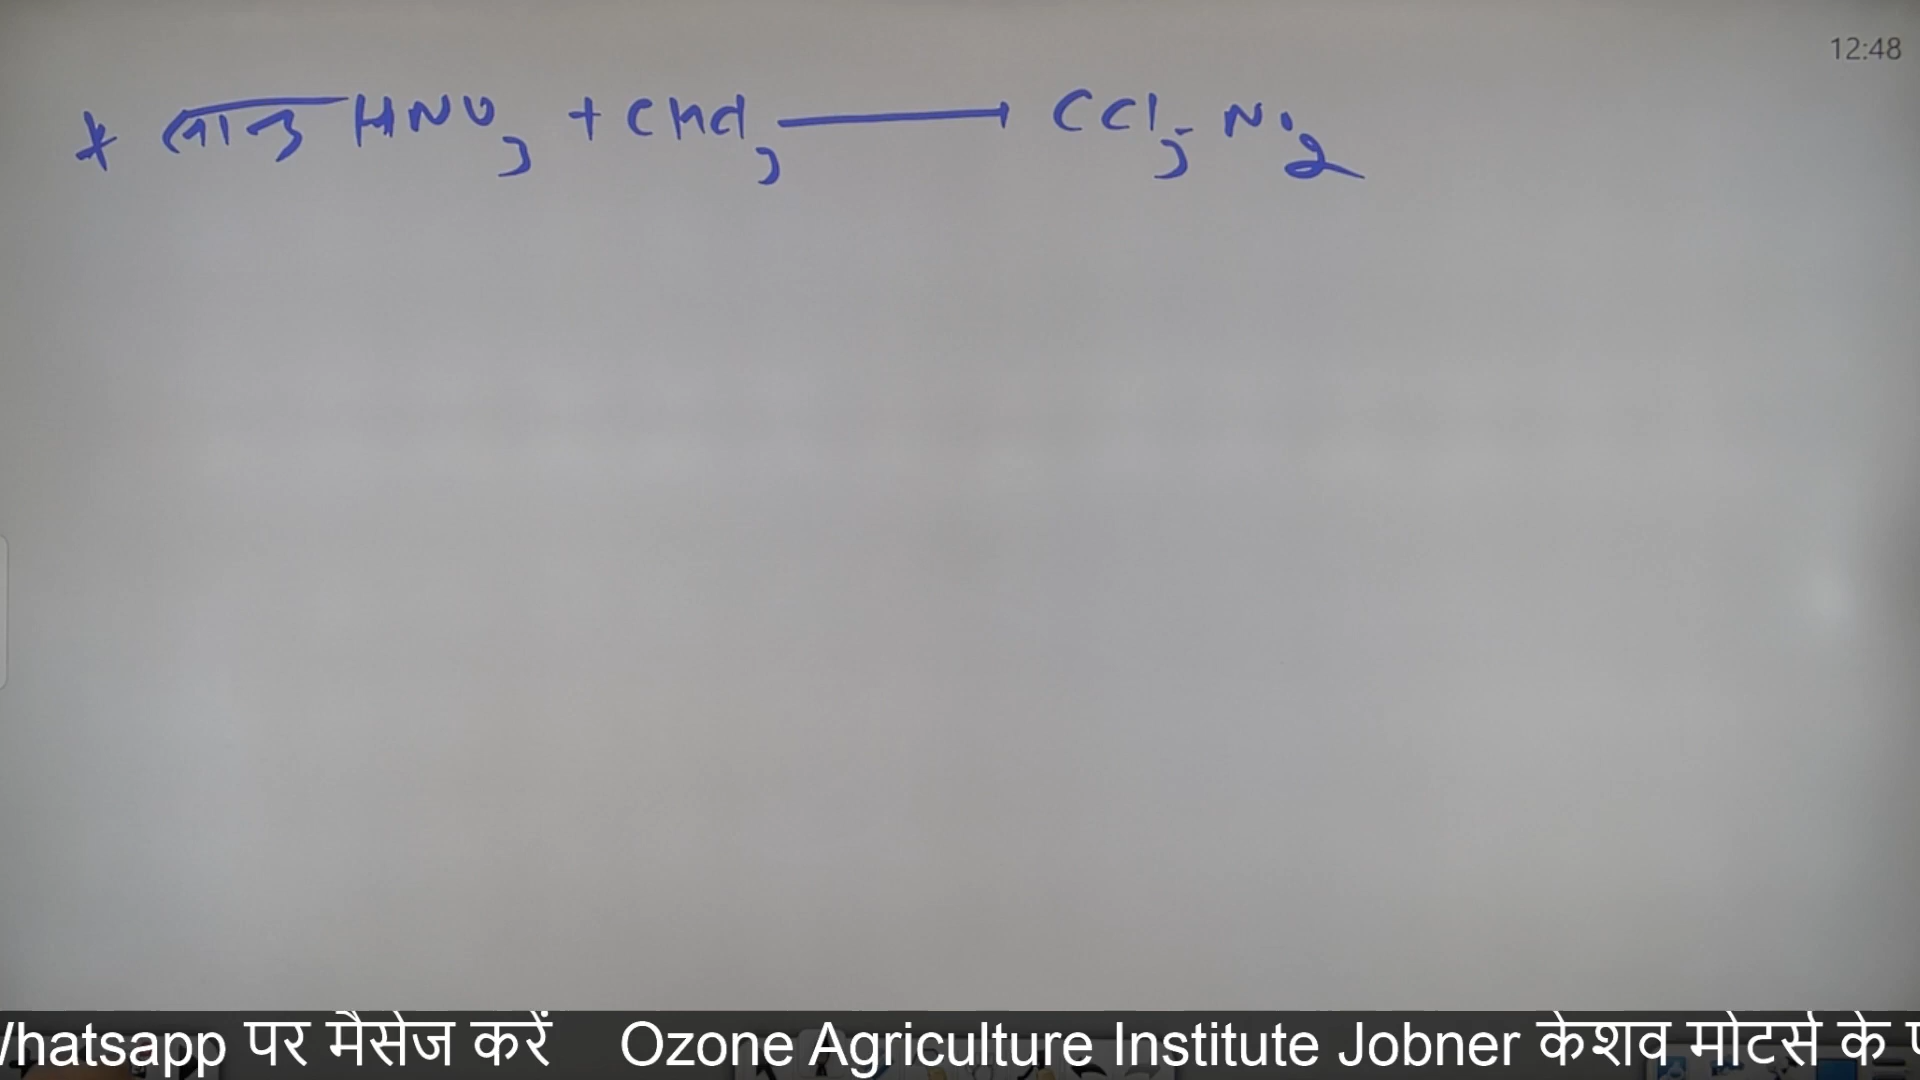 12:48
* सान्द्र HNO3 + CHCl3 → CCl3 NO2
Whatsapp पर मैसेज करें Ozone Agriculture Institute Jobner केशव मोटर्स के